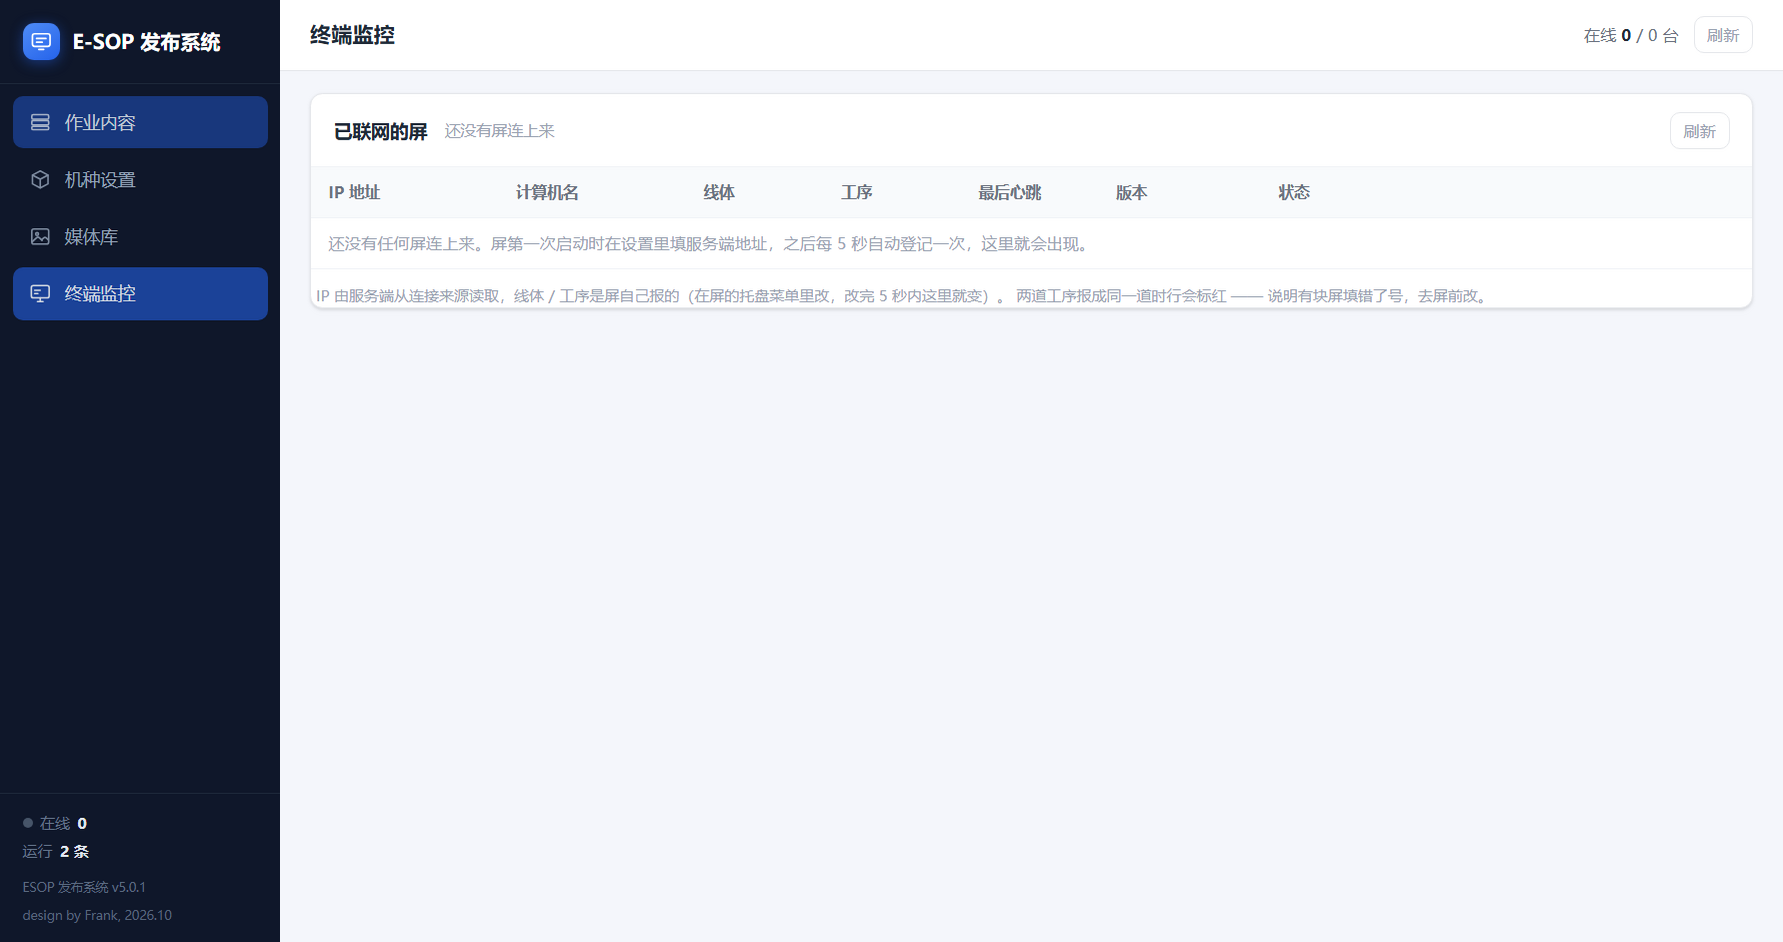 E-SOP 发布系统
作业内容
机种设置
媒体库
终端监控
在线 0
运行 2 条
ESOP 发布系统 v5.0.1
design by Frank, 2026.10
终端监控
在线 0 / 0 台
刷新
已联网的屏 还没有屏连上来
刷新
IP 地址 计算机名 线体 工序 最后心跳 版本 状态
还没有任何屏连上来。屏第一次启动时在设置里填服务端地址，之后每 5 秒自动登记一次，这里就会出现。
IP 由服务端从连接来源读取，线体 / 工序是屏自己报的（在屏的托盘菜单里改，改完 5 秒内这里就变）。 两道工序报成同一道时行会标红 —— 说明有块屏填错了号，去屏前改。